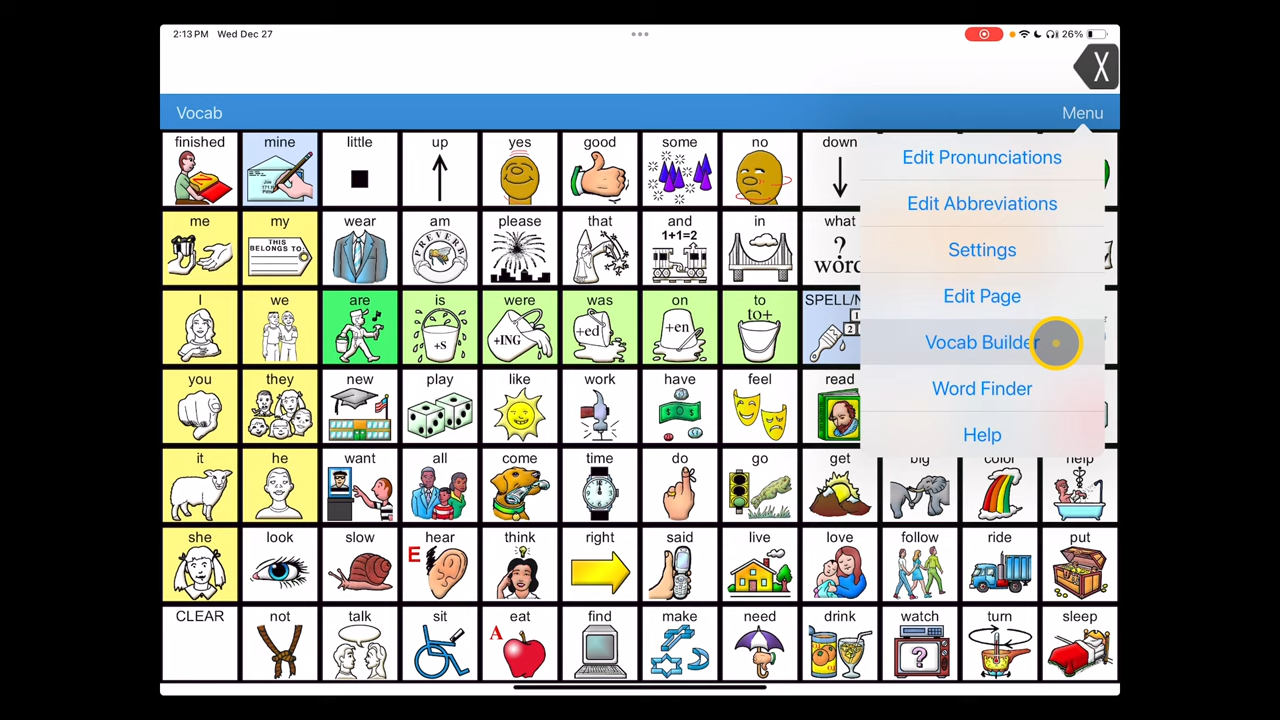 2:13 PM Wed Dec 27 26%
X
Vocab Menu
finished mine little up yes good some no down
JIM
Edit Pronunciations
me my wear am please that and in what
THIS BELONGS TO: PREVERB 1+1=2 ? word
Edit Abbreviations
Settings
I we are is were was on to SPELL/N
+S +ING +ed +en to+ 1 2
Edit Page
Vocab Builder
you they new play like work have feel read
Word Finder
Help
it he want all come time do go get big color help
she look slow hear think right said live love follow ride put
E
CLEAR not talk sit eat find make need drink watch turn sleep
A ?